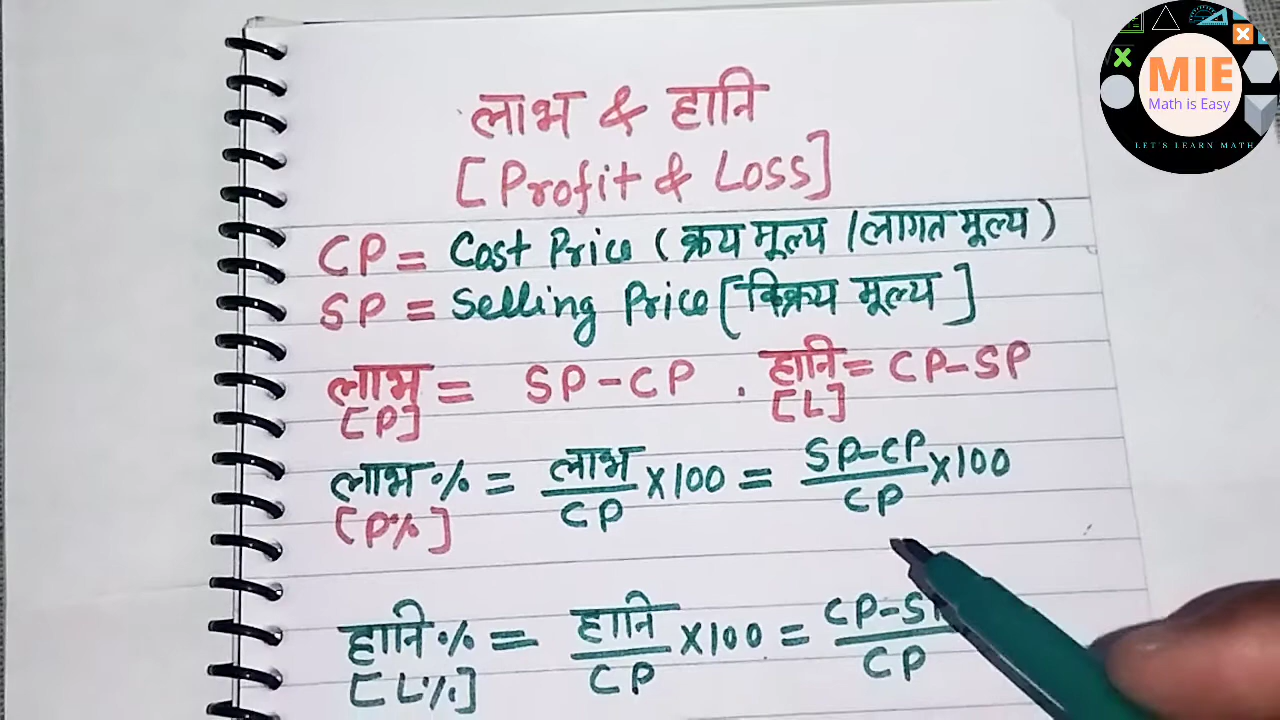 लाभ & हानि
[Profit & Loss]
CP = Cost Price (क्रय मूल्य / लागत मूल्य)
SP = Selling Price [विक्रय मूल्य]
लाभ = SP-CP . हानि = CP-SP
[P] [L]
लाभ % = लाभ/CP ×100 = SP-CP/CP ×100
[P%]
हानि % = हानि/CP ×100 = CP-S/CP
[L%]
MIE
Math is Easy
LET'S LEARN MATH